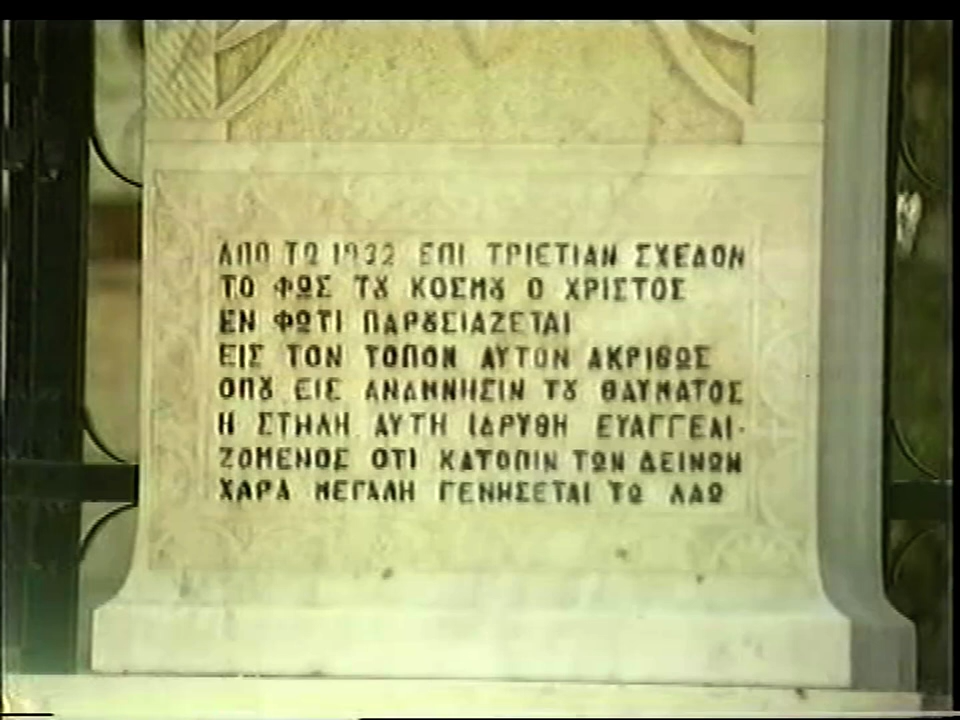 ΑΠΟ ΤΩ 1932 ΕΠΙ ΤΡΙΕΤΙΑΝ ΣΧΕΔΟΝ
ΤΟ ΦΩΣ ΤȢ ΚΟΣΜȢ Ο ΧΡΙΣΤΟΣ
ΕΝ ΦΩΤΙ ΠΑΡȢΣΙΑΖΕΤΑΙ
ΕΙΣ ΤΟΝ ΤΟΠΟΝ ΑΥΤΟΝ ΑΚΡΙΒΩΣ
ΟΠȢ ΕΙΣ ΑΝΑΜΝΗΣΙΝ ΤȢ ΘΑΥΜΑΤΟΣ
Η ΣΤΗΛΗ ΑΥΤΗ ΙΔΡΥΘΗ ΕΥΑΓΓΕΛΙ-
ΖΟΜΕΝΟΣ ΟΤΙ ΚΑΤΟΠΙΝ ΤΩΝ ΔΕΙΝΩΝ
ΧΑΡΑ ΜΕΓΑΛΗ ΓΕΝΗΣΕΤΑΙ ΤΩ ΛΑΩ